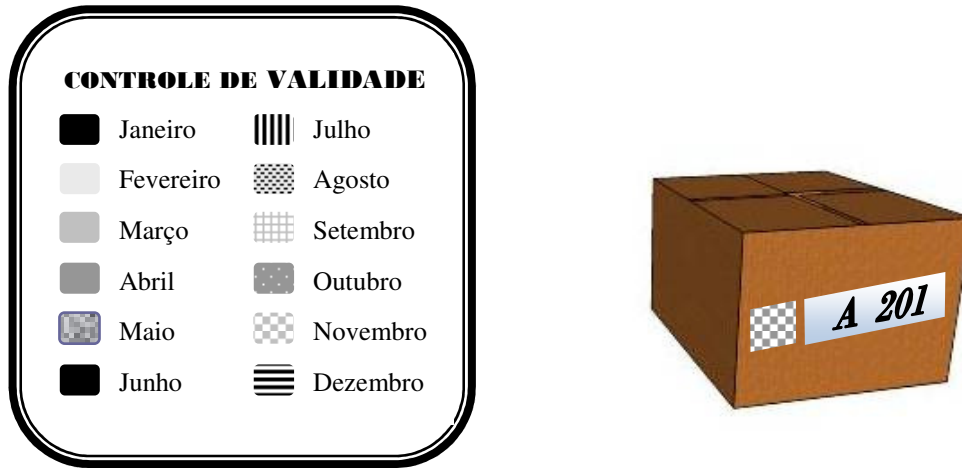 CONTROLE DE VALIDADE
Janeiro
Fevereiro
Março
Abril
Maio
Junho
Julho
Agosto
Setembro
Outubro
Novembro
Dezembro
A 201